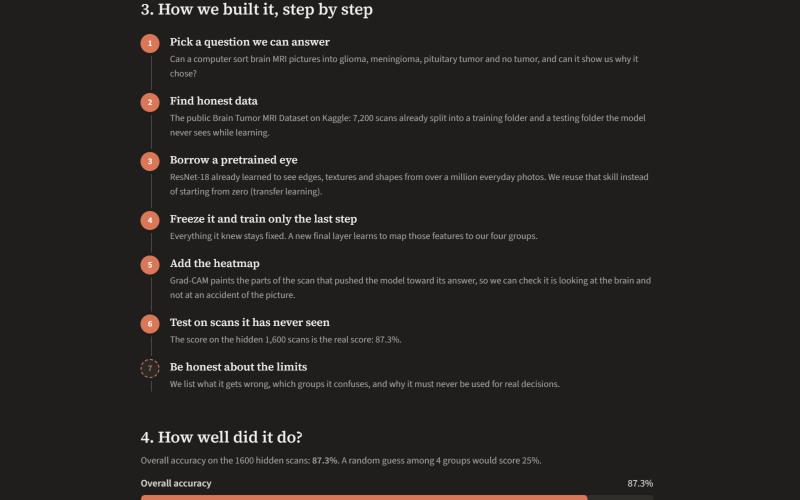 3. How we built it, step by step
1
Pick a question we can answer
Can a computer sort brain MRI pictures into glioma, meningioma, pituitary tumor and no tumor, and can it show us why it
chose?
2
Find honest data
The public Brain Tumor MRI Dataset on Kaggle: 7,200 scans already split into a training folder and a testing folder the model
never sees while learning.
3
Borrow a pretrained eye
ResNet-18 already learned to see edges, textures and shapes from over a million everyday photos. We reuse that skill instead
of starting from zero (transfer learning).
4
Freeze it and train only the last step
Everything it knew stays fixed. A new final layer learns to map those features to our four groups.
5
Add the heatmap
Grad-CAM paints the parts of the scan that pushed the model toward its answer, so we can check it is looking at the brain and
not at an accident of the picture.
6
Test on scans it has never seen
The score on the hidden 1,600 scans is the real score: 87.3%.
7
Be honest about the limits
We list what it gets wrong, which groups it confuses, and why it must never be used for real decisions.
4. How well did it do?
Overall accuracy on the 1600 hidden scans: 87.3%. A random guess among 4 groups would score 25%.
Overall accuracy 87.3%